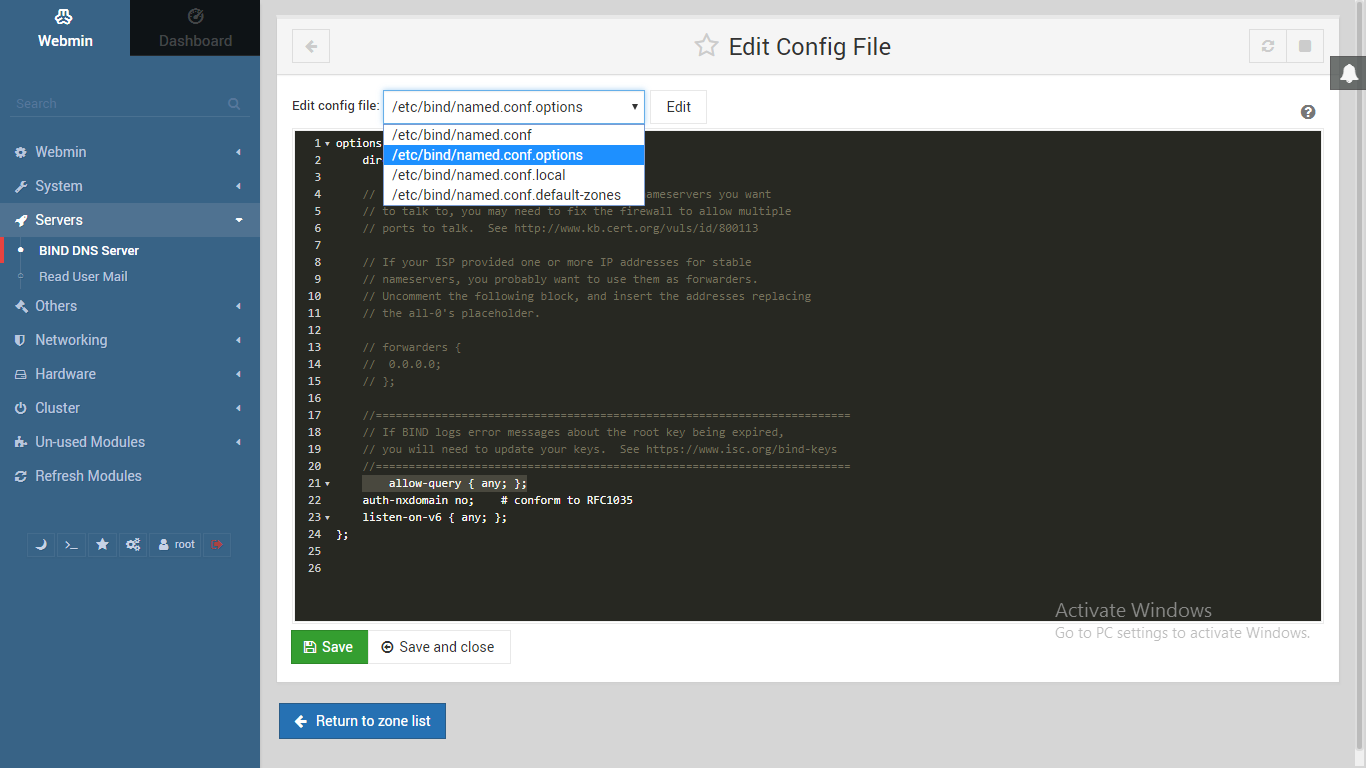 Webmin
Dashboard
Search
Webmin
System
Servers
BIND DNS Server
Read User Mail
Others
Networking
Hardware
Cluster
Un-used Modules
Refresh Modules
root
Edit Config File
Edit config file: /etc/bind/named.conf.options Edit
/etc/bind/named.conf
/etc/bind/named.conf.options
/etc/bind/named.conf.local
/etc/bind/named.conf.default-zones
1 options
2 dir
3
4 // ameservers you want
5 // to talk to, you may need to fix the firewall to allow multiple
6 // ports to talk.  See http://www.kb.cert.org/vuls/id/800113
7
8 // If your ISP provided one or more IP addresses for stable
9 // nameservers, you probably want to use them as forwarders.
10 // Uncomment the following block, and insert the addresses replacing
11 // the all-0's placeholder.
12
13 // forwarders {
14 //  0.0.0.0;
15 // };
16
17 //========================================================================
18 // If BIND logs error messages about the root key being expired,
19 // you will need to update your keys.  See https://www.isc.org/bind-keys
20 //========================================================================
21 allow-query { any; };
22 auth-nxdomain no;    # conform to RFC1035
23 listen-on-v6 { any; };
24 };
25
26
Save
Save and close
Return to zone list
Activate Windows
Go to PC settings to activate Windows.